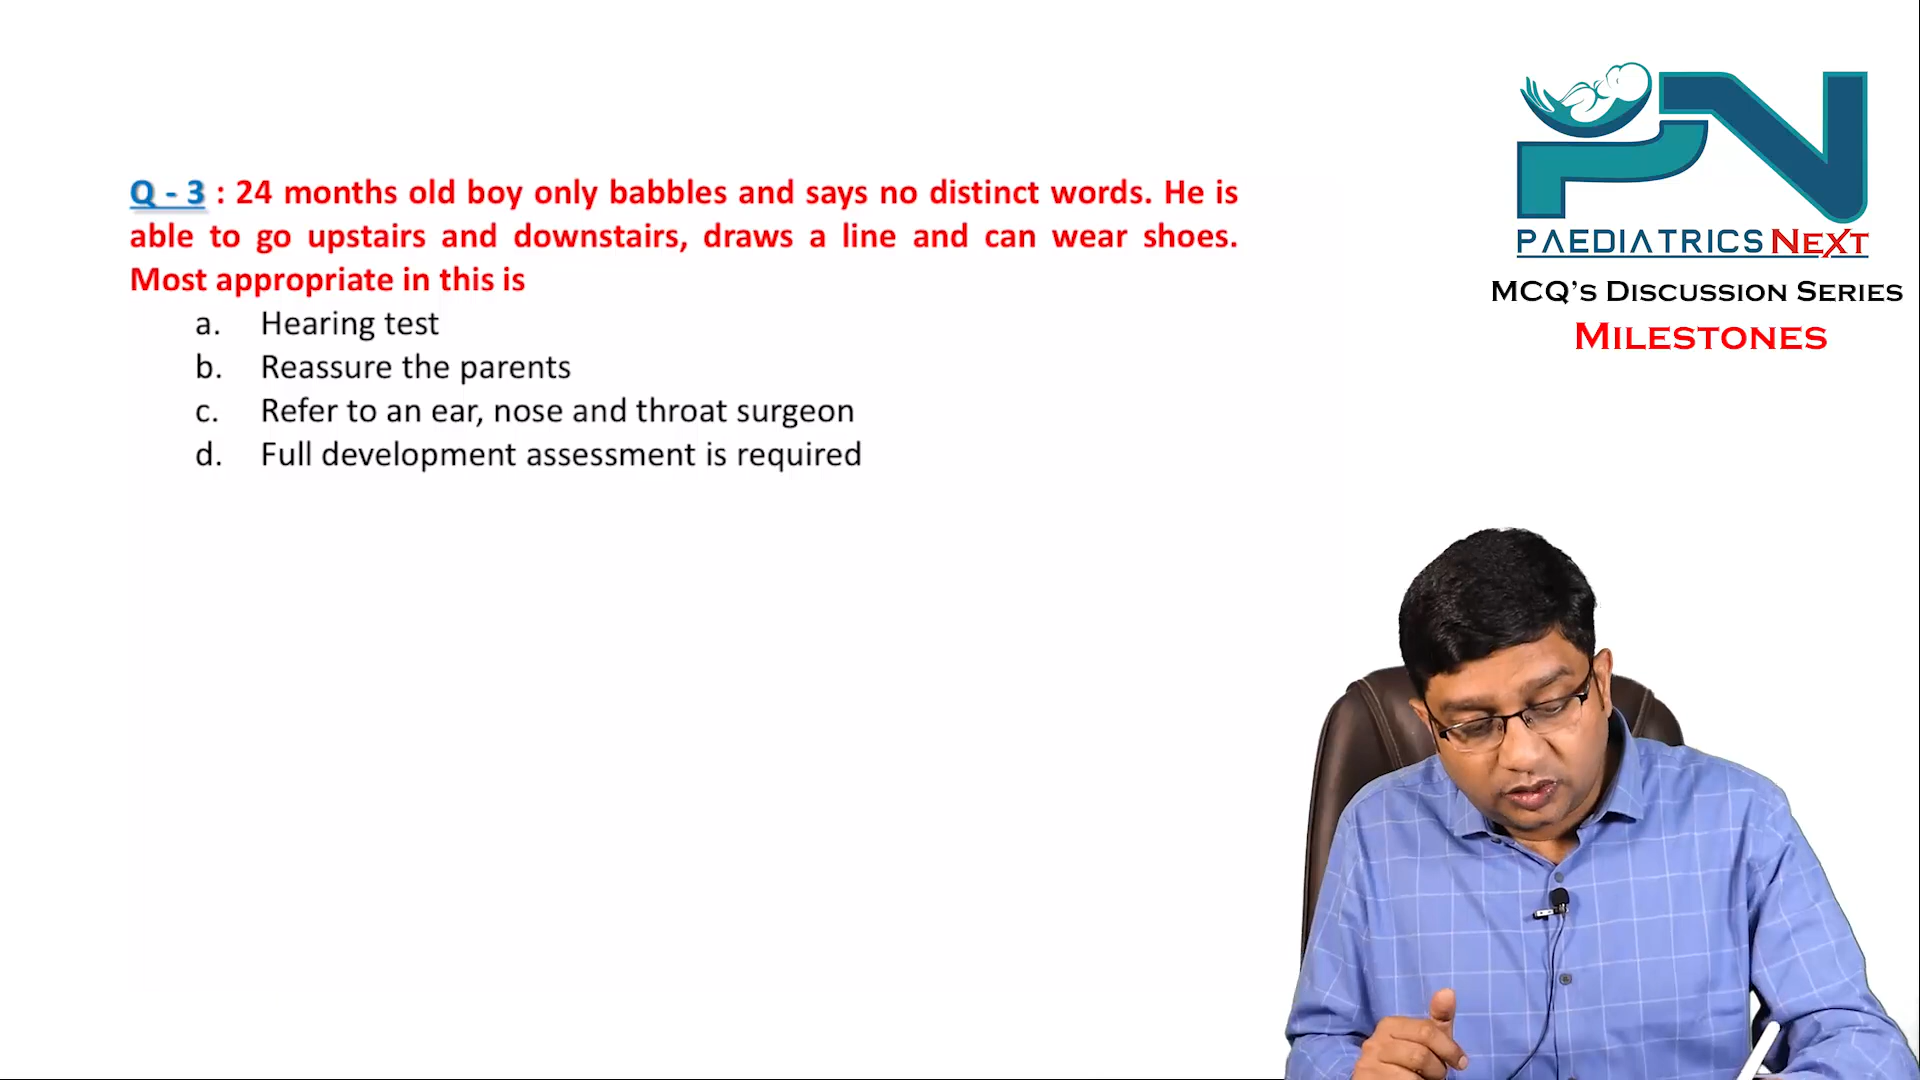 Q - 3 : 24 months old boy only babbles and says no distinct words. He is
able to go upstairs and downstairs, draws a line and can wear shoes.
Most appropriate in this is
a. Hearing test
b. Reassure the parents
c. Refer to an ear, nose and throat surgeon
d. Full development assessment is required
PN
PAEDIATRICS NEXT
MCQ's Discussion Series
Milestones